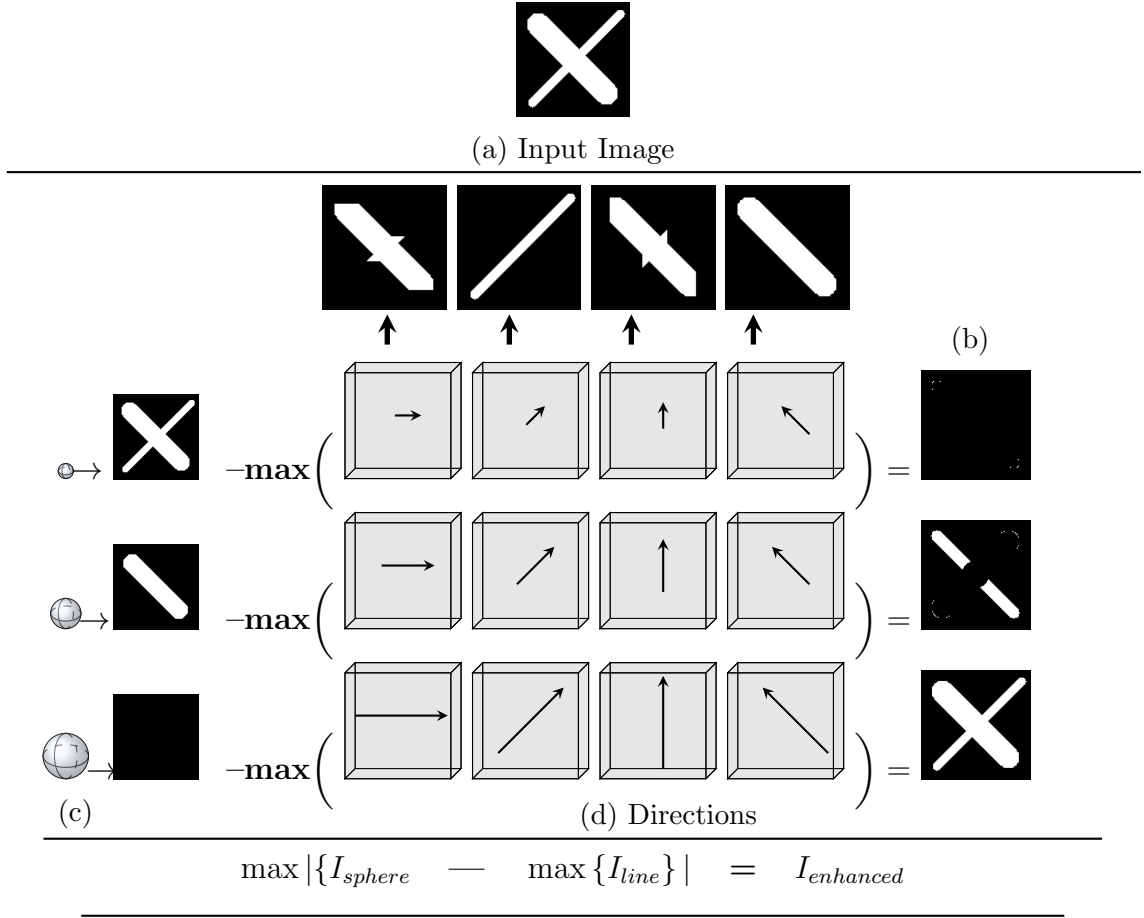 (a) Input Image
(b)
–max( ) =
–max( ) =
–max( ) =
(c)
(d) Directions
max |{I_sphere — max {I_line} | = I_enhanced